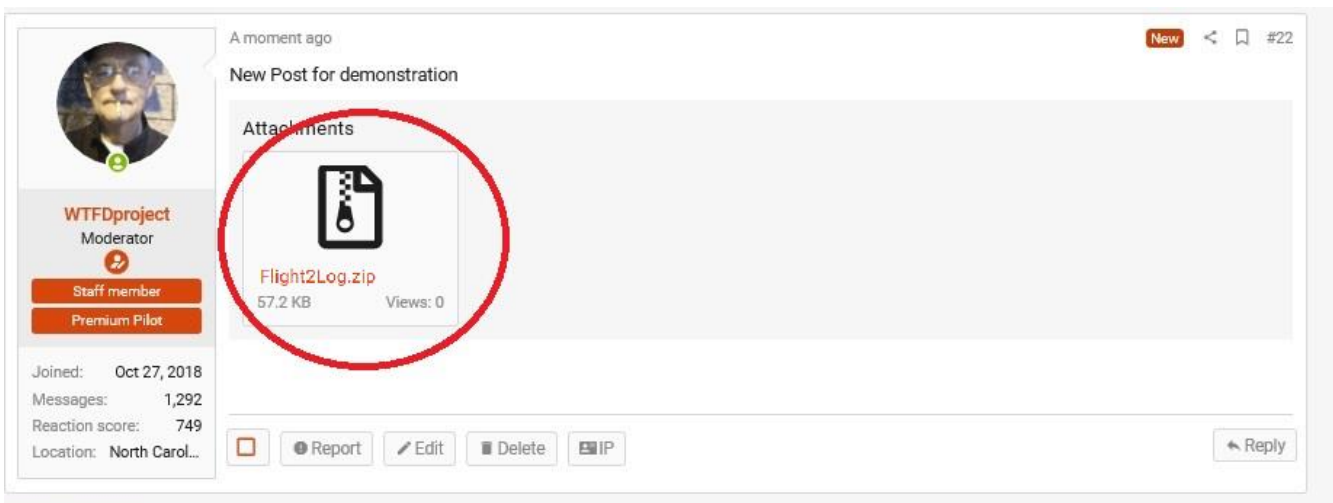 A moment ago
New
#22
New Post for demonstration
Attachments
Flight2Log.zip
57.2 KB Views: 0
WTFDproject
Moderator
Staff member
Premium Pilot
Joined: Oct 27, 2018
Messages: 1,292
Reaction score: 749
Location: North Carol...
Report Edit Delete IP Reply